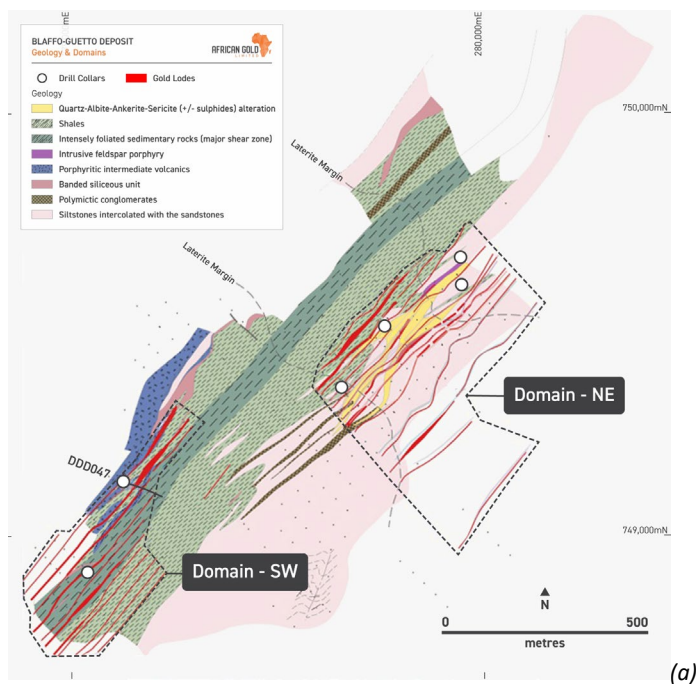 BLAFFO-GUETTO DEPOSIT
Geology & Domains
AFRICAN GOLD
LIMITED
Drill Collars
Gold Lodes
Geology
Quartz-Albite-Ankerite-Sericite (+/- sulphides) alteration
Shales
Intensely foliated sedimentary rocks (major shear zone)
Intrusive feldspar porphyry
Porphyritic intermediate volcanics
Banded siliceous unit
Polymictic conglomerates
Siltstones intercolated with the sandstones
280,000mE
750,000mN
Laterite Margin
Laterite Margin
Domain - NE
DDD047
749,000mN
Domain - SW
N
0 500
metres
(a)